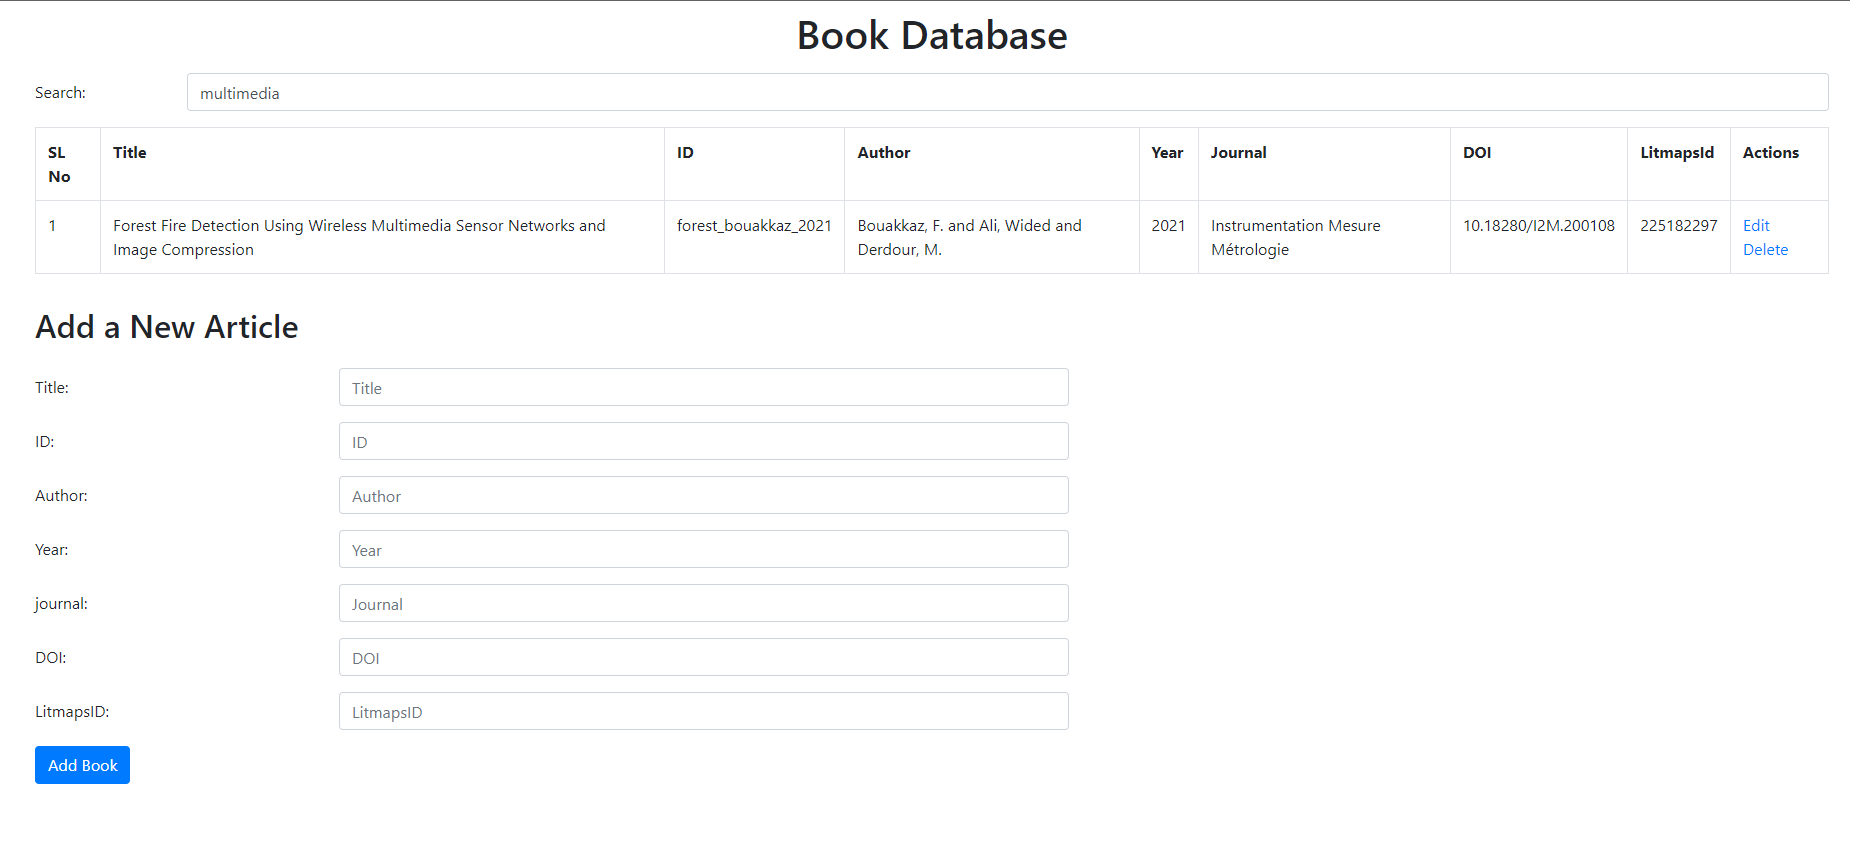 Book Database
Search: multimedia
SL No Title ID Author Year Journal DOI LitmapsId Actions
1 Forest Fire Detection Using Wireless Multimedia Sensor Networks and Image Compression forest_bouakkaz_2021 Bouakkaz, F. and Ali, Wided and Derdour, M. 2021 Instrumentation Mesure Métrologie 10.18280/I2M.200108 225182297 Edit Delete
Add a New Article
Title: Title
ID: ID
Author: Author
Year: Year
journal: Journal
DOI: DOI
LitmapsID: LitmapsID
Add Book